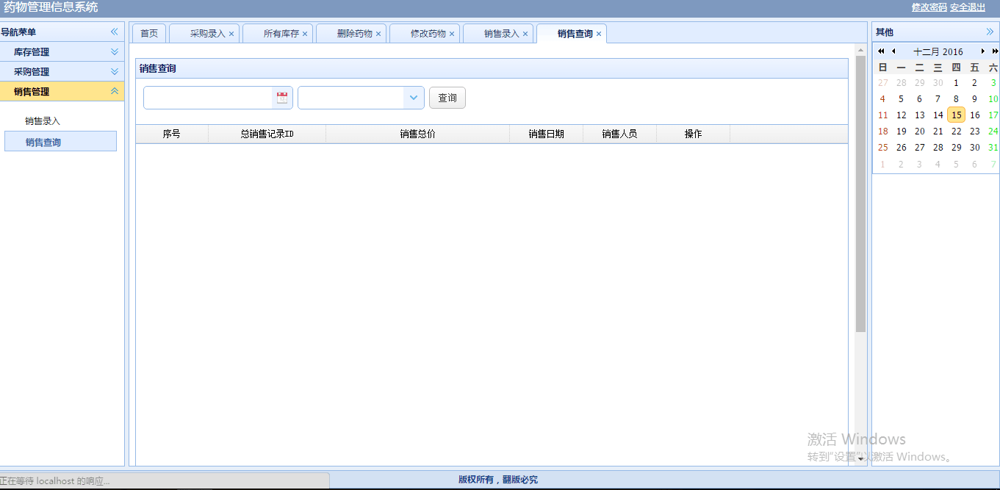 药物管理信息系统
修改密码 安全退出
导航菜单
库存管理
采购管理
销售管理
销售录入
销售查询
首页 采购录入 所有库存 删除药物 修改药物 销售录入 销售查询
销售查询
查询
序号 总销售记录ID 销售总价 销售日期 销售人员 操作
其他
十二月 2016
日 一 二 三 四 五 六
27 28 29 30 1 2 3
4 5 6 7 8 9 10
11 12 13 14 15 16 17
18 19 20 21 22 23 24
25 26 27 28 29 30 31
1 2 3 4 5 6 7
激活 Windows
转到"设置"以激活 Windows。
正在等待 localhost 的响应...
版权所有，翻版必究